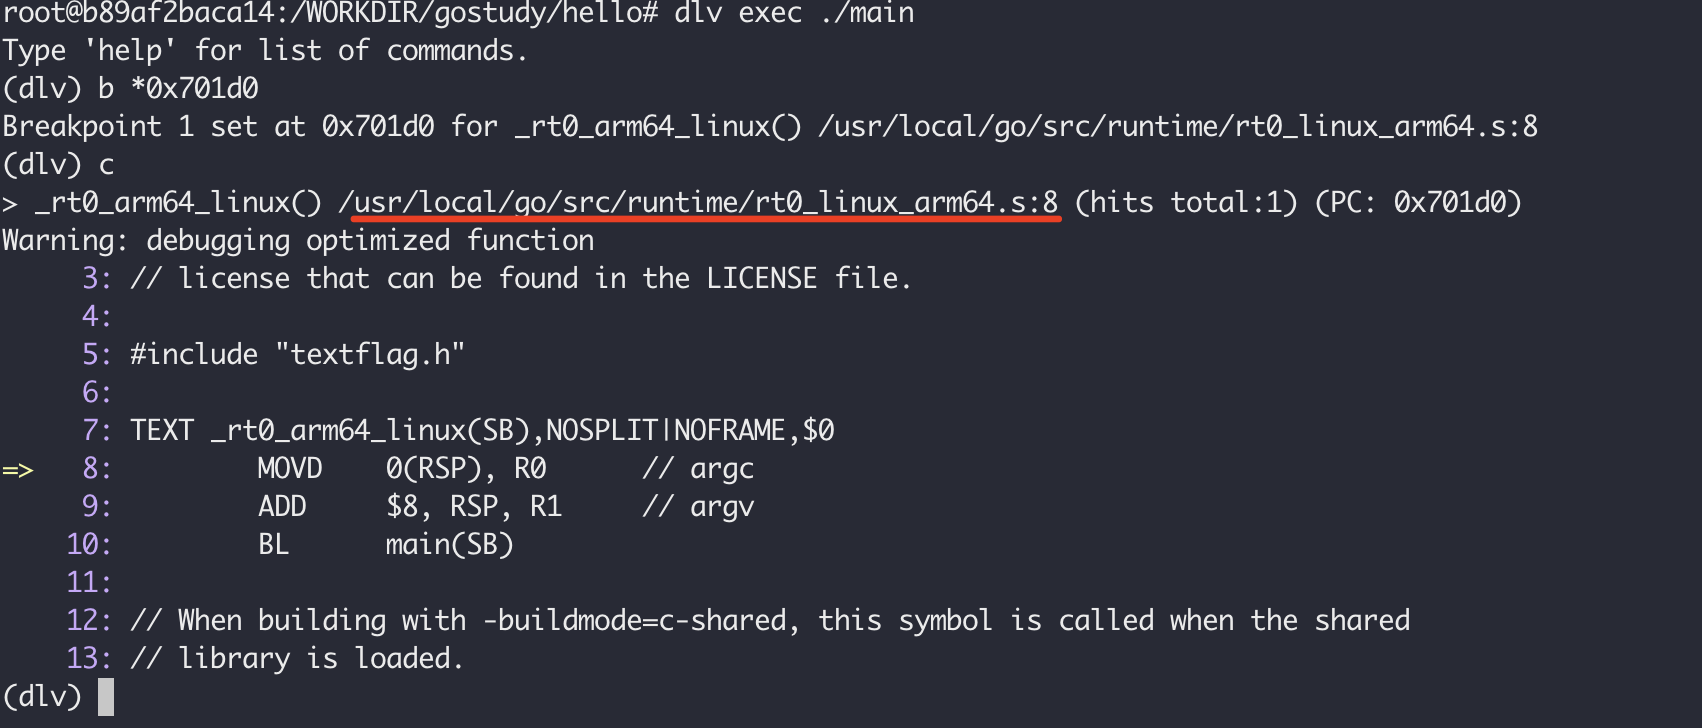 root@b89af2baca14:/WORKDIR/gostudy/hello# dlv exec ./main
Type 'help' for list of commands.
(dlv) b *0x701d0
Breakpoint 1 set at 0x701d0 for _rt0_arm64_linux() /usr/local/go/src/runtime/rt0_linux_arm64.s:8
(dlv) c
> _rt0_arm64_linux() /usr/local/go/src/runtime/rt0_linux_arm64.s:8 (hits total:1) (PC: 0x701d0)
Warning: debugging optimized function
     3: // license that can be found in the LICENSE file.
     4:
     5: #include "textflag.h"
     6:
     7: TEXT _rt0_arm64_linux(SB),NOSPLIT|NOFRAME,$0
=>   8:         MOVD    0(RSP), R0      // argc
     9:         ADD     $8, RSP, R1     // argv
    10:         BL      main(SB)
    11:
    12: // When building with -buildmode=c-shared, this symbol is called when the shared
    13: // library is loaded.
(dlv)